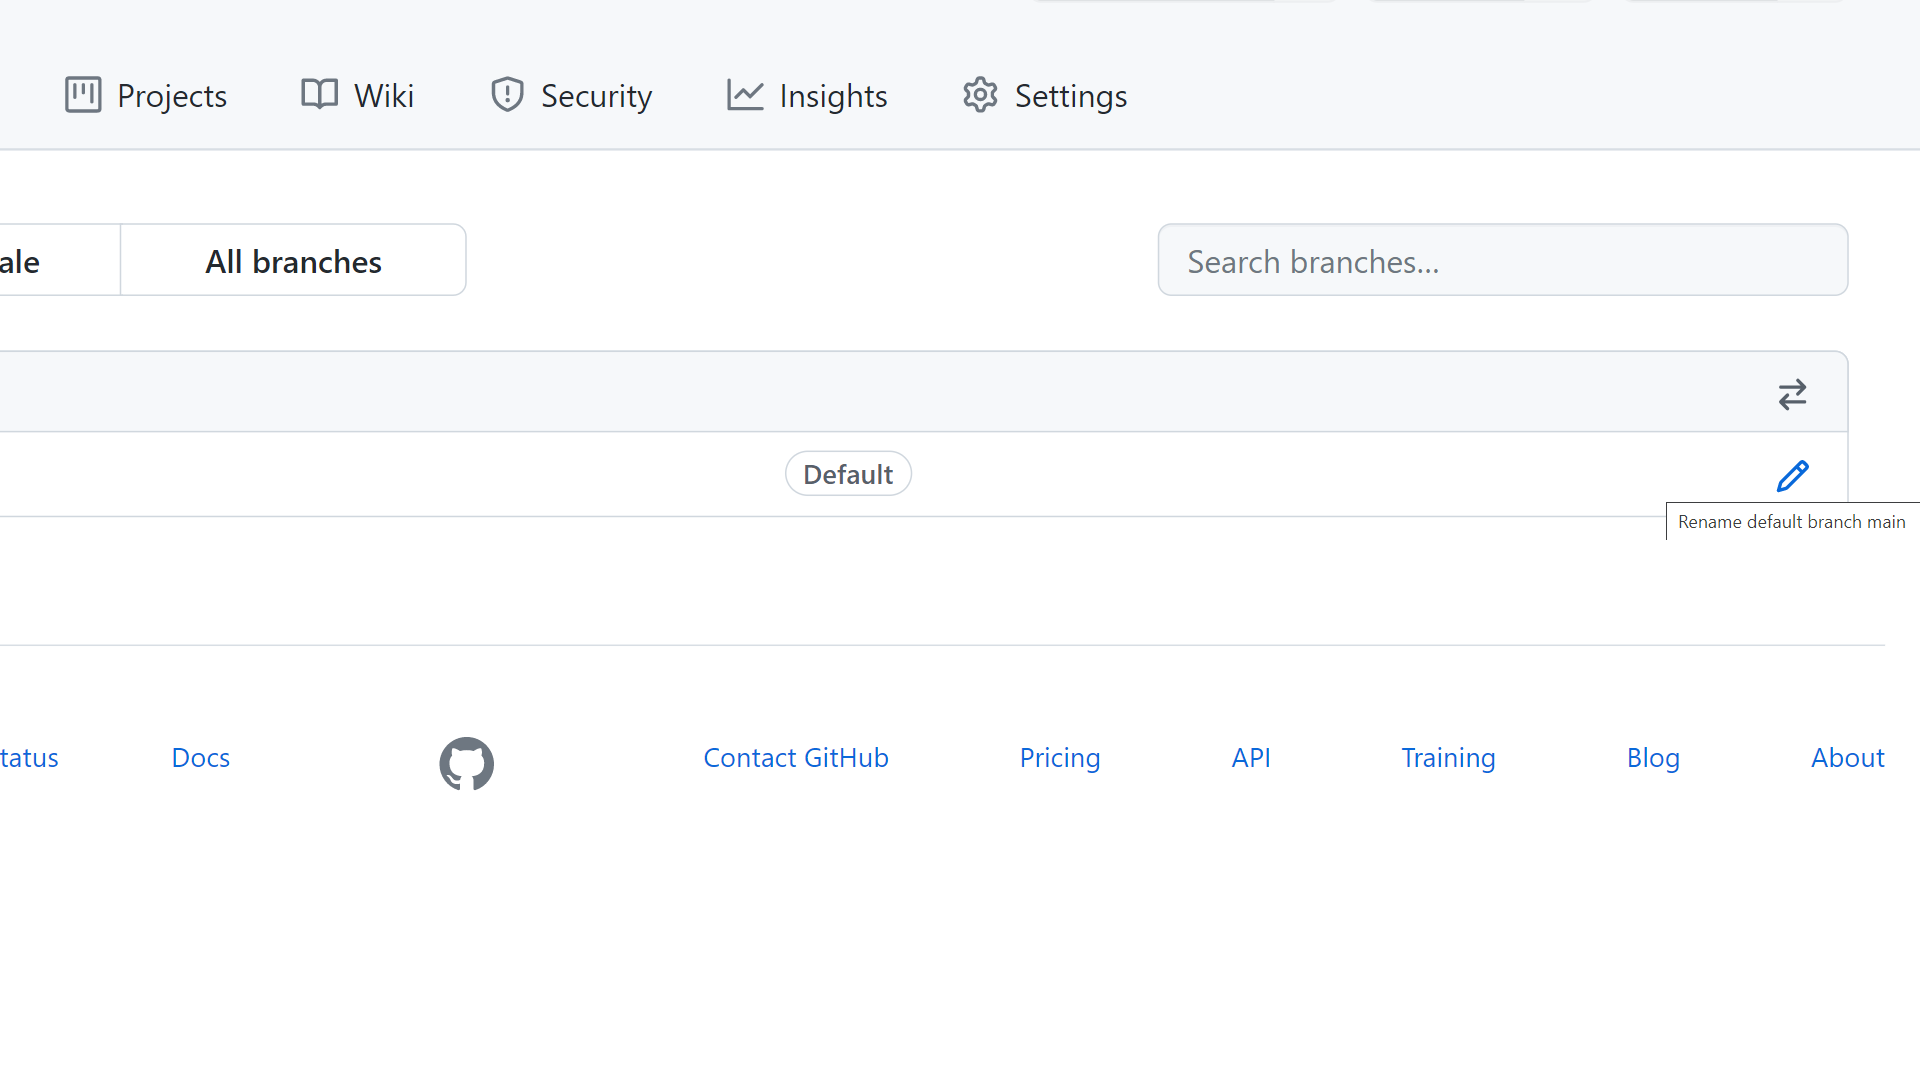 Projects Wiki Security Insights Settings
ale All branches Search branches...
Default
Rename default branch main
tatus Docs Contact GitHub Pricing API Training Blog About